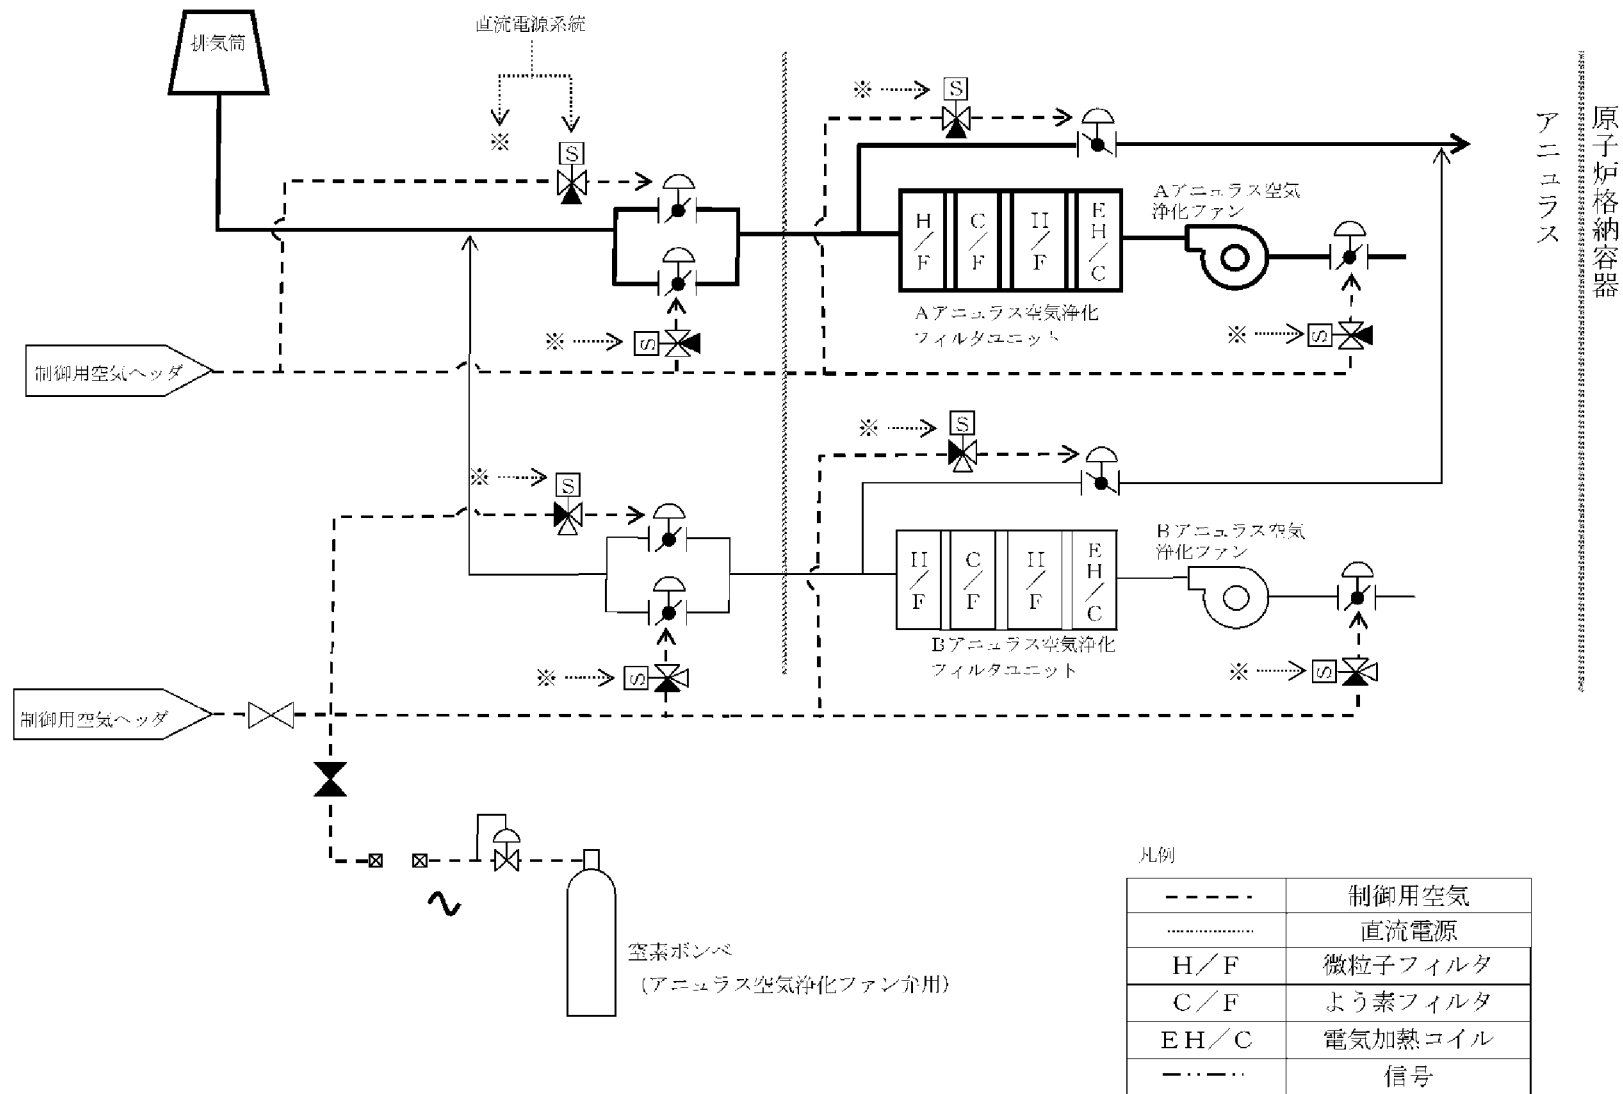 排気筒
直流電源系統
※
S
※
S
S
※
S
※
S
H/F
C/F
H/F
EH/C
Aアニュラス空気
浄化ファン
Aアニュラス空気浄化
フィルタユニット
アニュラス
原子炉格納容器
制御用空気ヘッダ
※
S
※
S
※
S
※
S
H/F
C/F
H/F
EH/C
Bアニュラス空気
浄化ファン
Bアニュラス空気浄化
フィルタユニット
制御用空気ヘッダ
窒素ボンベ
(アニュラス空気浄化ファン弁用)
凡例
制御用空気
直流電源
H/F 微粒子フィルタ
C/F よう素フィルタ
EH/C 電気加熱コイル
信号